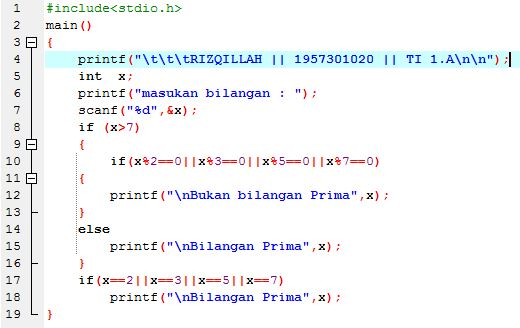 1 #include<stdio.h>
2 main()
3 {
4 printf("\t\t\tRIZQILLAH || 1957301020 || TI 1.A\n\n");
5 int x;
6 printf("masukan bilangan : ");
7 scanf("%d",&x);
8 if (x>7)
9 {
10 if(x%2==0||x%3==0||x%5==0||x%7==0)
11 {
12 printf("\nBukan bilangan Prima",x);
13 }
14 else
15 printf("\nBilangan Prima",x);
16 }
17 if(x==2||x==3||x==5||x==7)
18 printf("\nBilangan Prima",x);
19 }